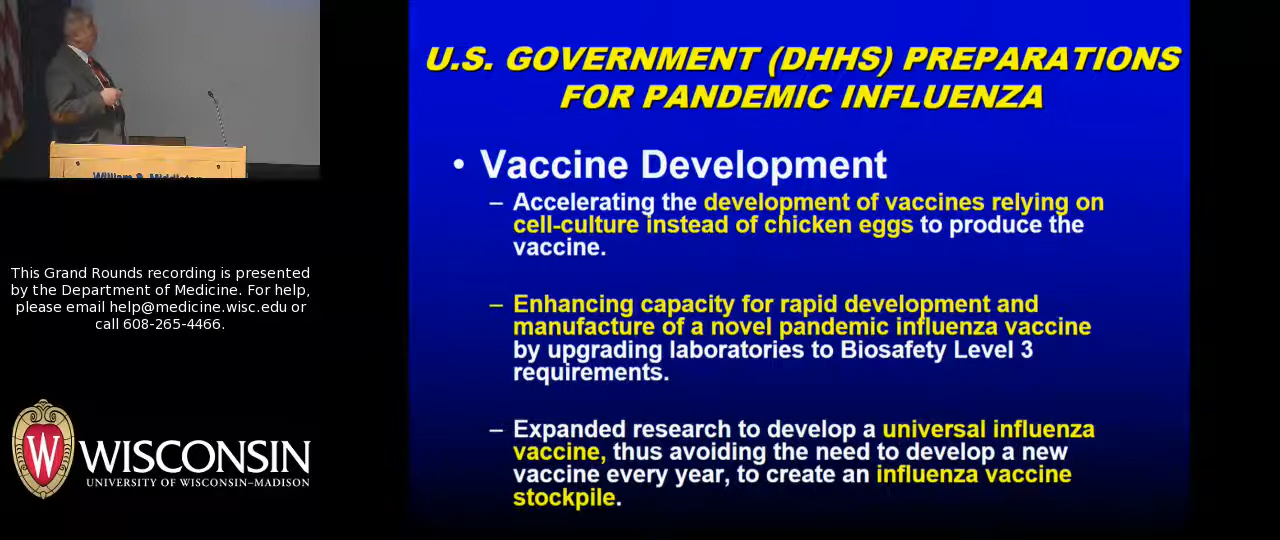 U.S. GOVERNMENT (DHHS) PREPARATIONS
FOR PANDEMIC INFLUENZA
• Vaccine Development
– Accelerating the development of vaccines relying on
cell-culture instead of chicken eggs to produce the
vaccine.
– Enhancing capacity for rapid development and
manufacture of a novel pandemic influenza vaccine
by upgrading laboratories to Biosafety Level 3
requirements.
– Expanded research to develop a universal influenza
vaccine, thus avoiding the need to develop a new
vaccine every year, to create an influenza vaccine
stockpile.
William S. Middleton
This Grand Rounds recording is presented
by the Department of Medicine. For help,
please email help@medicine.wisc.edu or
call 608-265-4466.
W
WISCONSIN
UNIVERSITY OF WISCONSIN–MADISON